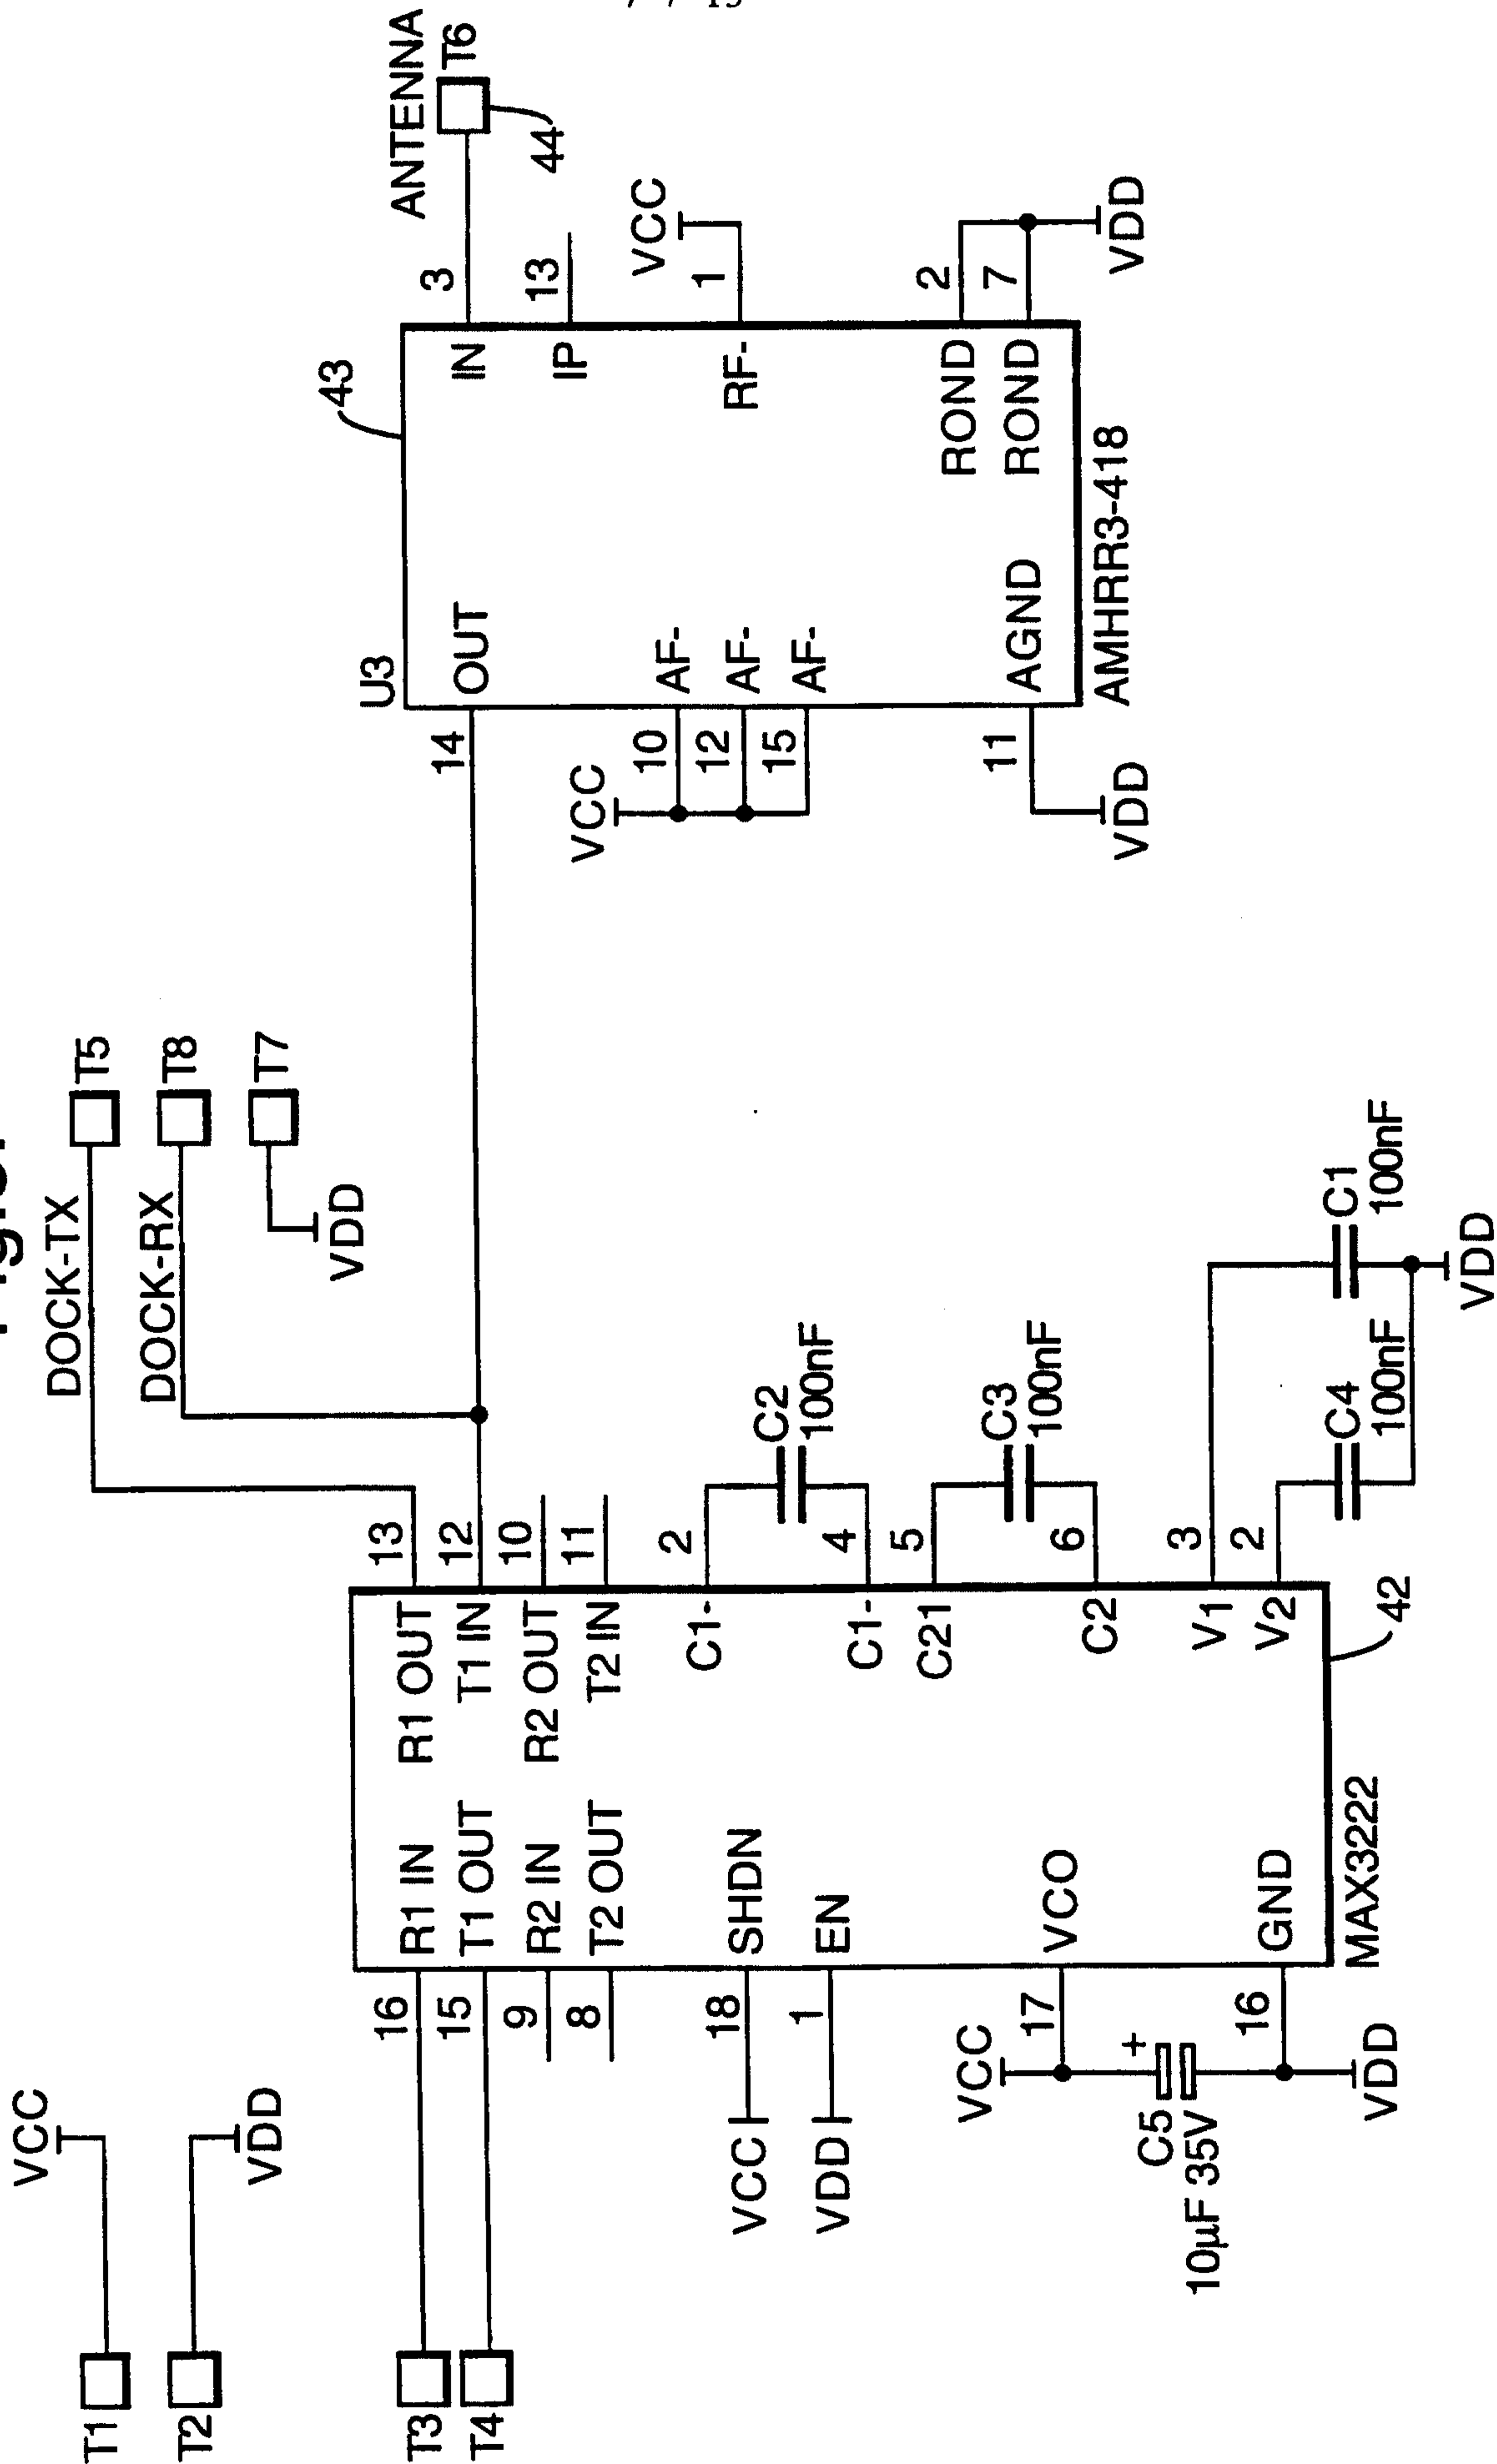 VCC
T1
T2
VDD
DOCK-TX
T5
DOCK-RX
T8
T7
VDD
T3
T4
16
15
9
8
R1 IN
T1 OUT
R2 IN
T2 OUT
R1 OUT
T1 IN
R2 OUT
T2 IN
13
12
10
11
VCC
18
SHDN
VDD
1
EN
VCC
17
VCO
C5
+
10μF 35V
16
GND
VDD
C1-
2
C2
100nF
C1-
4
C21
5
C3
100nF
C2
6
V1
3
V2
2
C4
100nF
C1
100nF
VDD
MAX3222
42
U3
43
14
OUT
VCC
10
12
15
AF-
AF-
AF-
11
AGND
VDD
IN
3
ANTENNA
T6
44
IP
13
RF-
1
VCC
ROND
2
ROND
7
VDD
AMHRR3-418